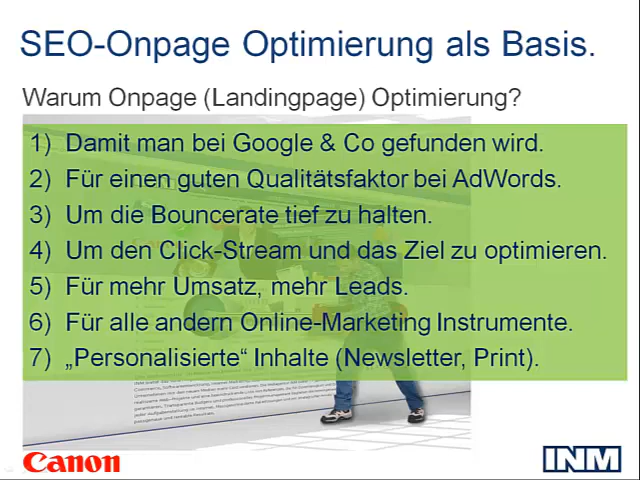 SEO-Onpage Optimierung als Basis.
Warum Onpage (Landingpage) Optimierung?
1) Damit man bei Google & Co gefunden wird.
2) Für einen guten Qualitätsfaktor bei AdWords.
3) Um die Bouncerate tief zu halten.
4) Um den Click-Stream und das Ziel zu optimieren.
5) Für mehr Umsatz, mehr Leads.
6) Für alle andern Online-Marketing Instrumente.
7) „Personalisierte“ Inhalte (Newsletter, Print).
Canon
INM